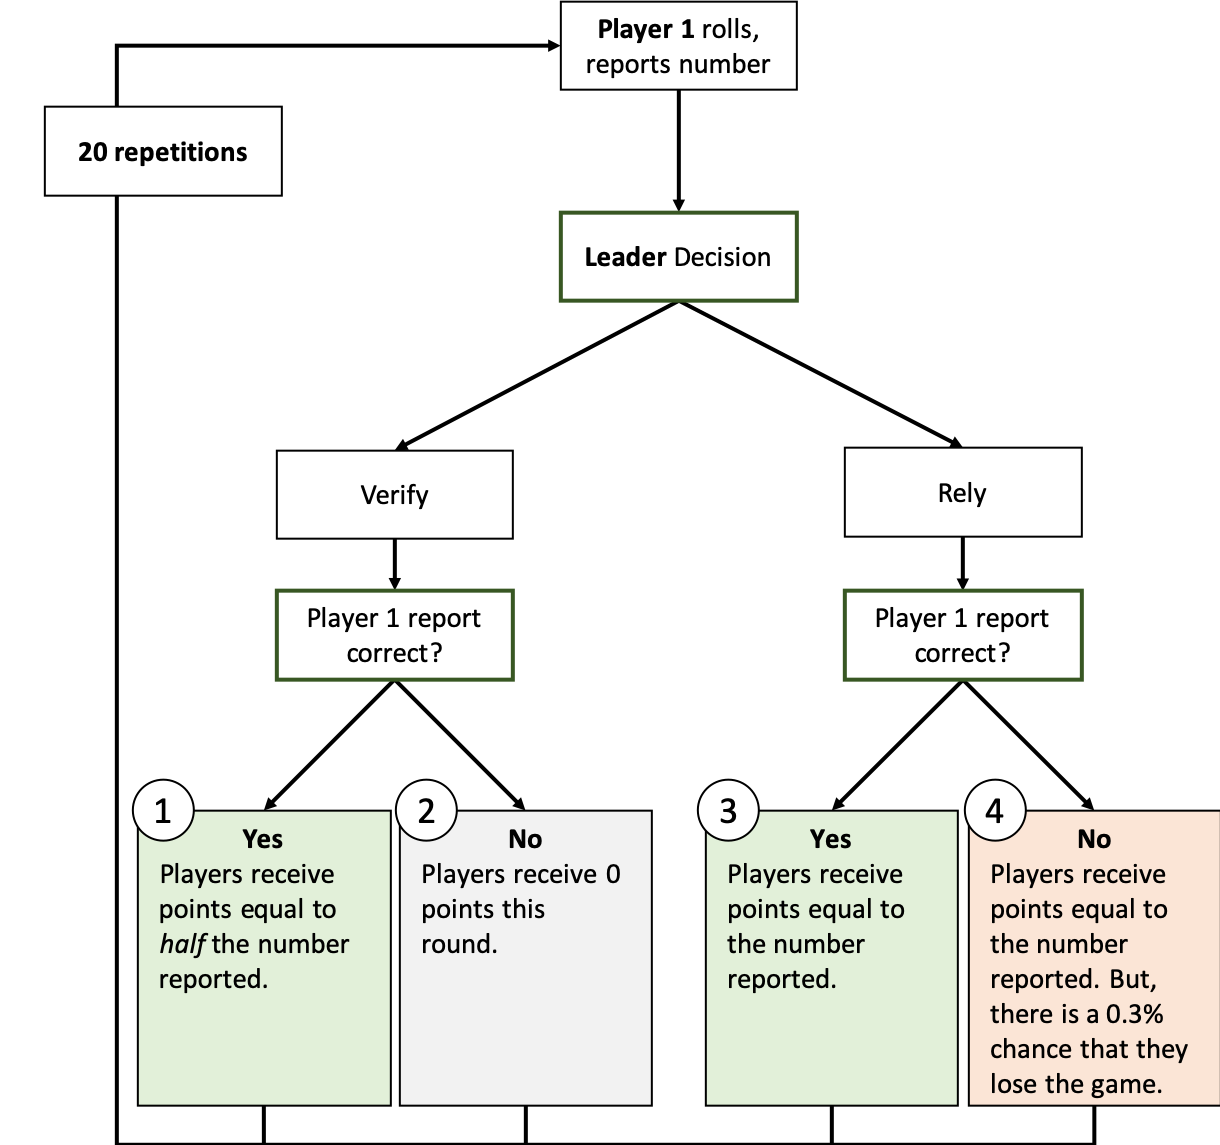 Player 1 rolls,
reports number
20 repetitions
Leader Decision
Verify
Rely
Player 1 report
correct?
Player 1 report
correct?
1
Yes
Players receive
points equal to
half the number
reported.
2
No
Players receive 0
points this
round.
3
Yes
Players receive
points equal to
the number
reported.
4
No
Players receive
points equal to
the number
reported. But,
there is a 0.3%
chance that they
lose the game.